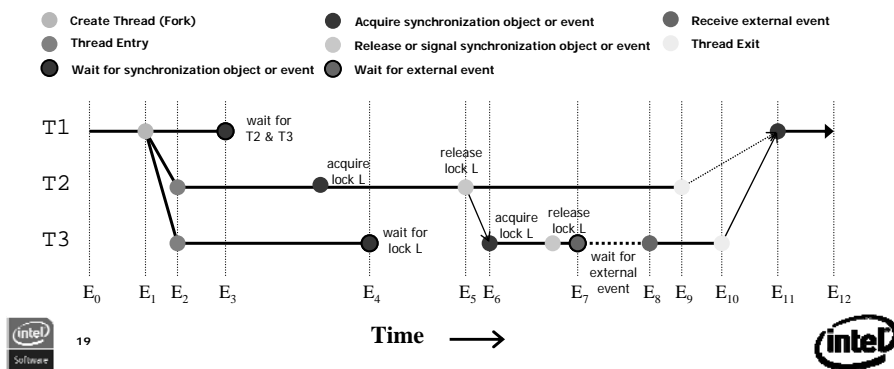 Create Thread (Fork)
Acquire synchronization object or event
Receive external event
Thread Entry
Release or signal synchronization object or event
Thread Exit
Wait for synchronization object or event
Wait for external event
T1
wait for
T2 & T3
T2
acquire
lock L
release
lock L
T3
wait for
lock L
acquire
lock L
release
lock L
wait for
external
event
E0 E1 E2 E3 E4 E5 E6 E7 E8 E9 E10 E11 E12
intel
Software
19
Time
intel